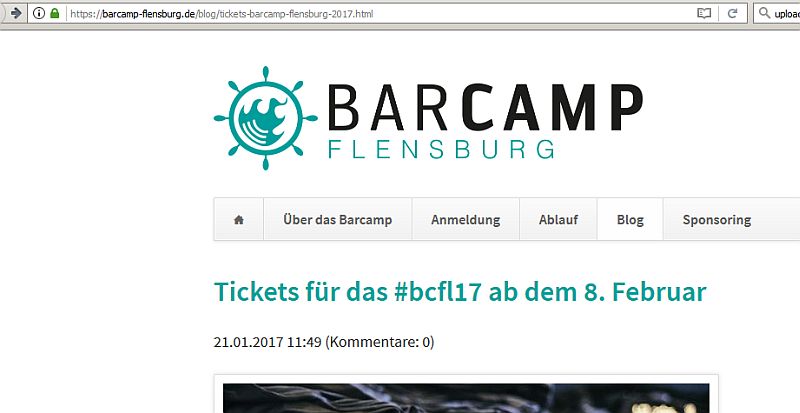 https://barcamp-flensburg.de/blog/tickets-barcamp-flensburg-2017.html
uploa
BARCAMP
FLENSBURG
Über das Barcamp Anmeldung Ablauf Blog Sponsoring
Tickets für das #bcfl17 ab dem 8. Februar
21.01.2017 11:49 (Kommentare: 0)